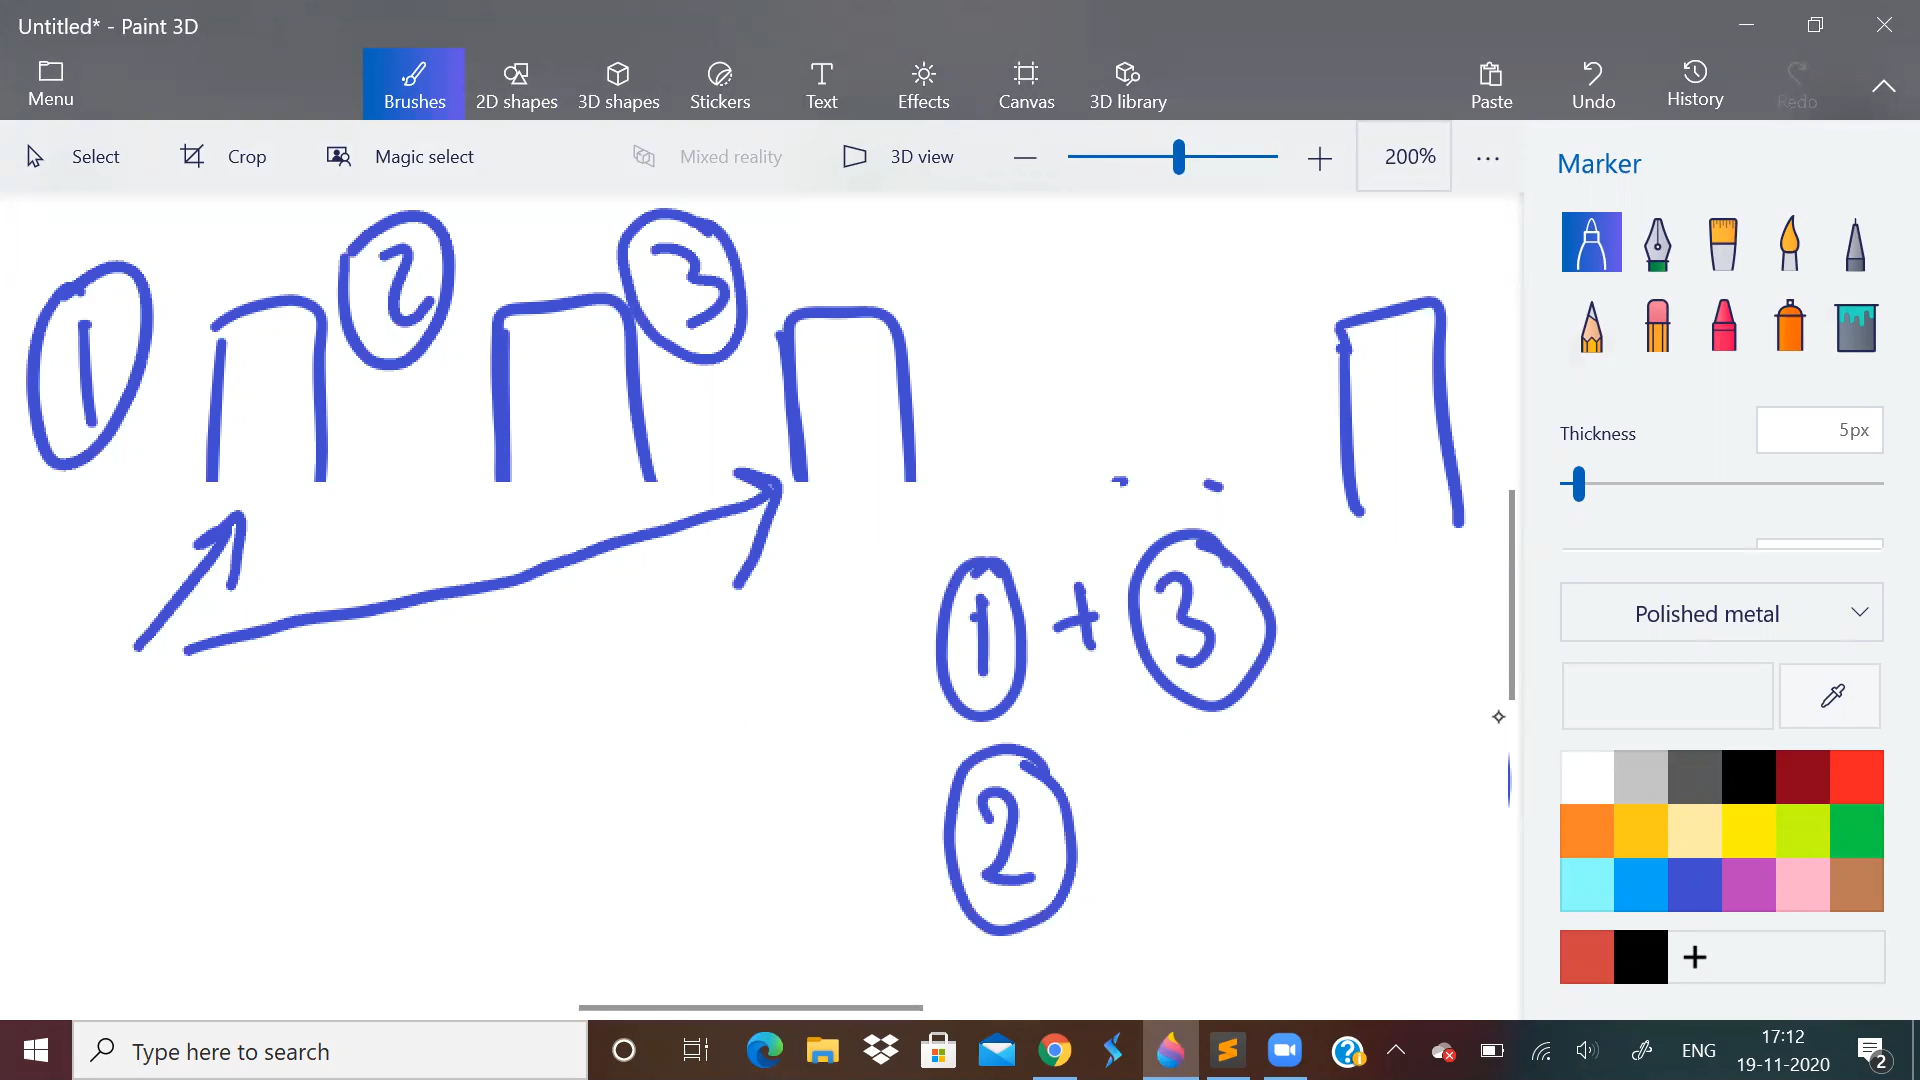 Untitled* - Paint 3D
Menu
Brushes
2D shapes
3D shapes
Stickers
Text
Effects
Canvas
3D library
Paste
Undo
History
Redo
Select
Crop
Magic select
Mixed reality
3D view
200%
Marker
Thickness
5px
Polished metal
1 2 3
1 + 3
2
Type here to search
ENG
17:12
19-11-2020
2